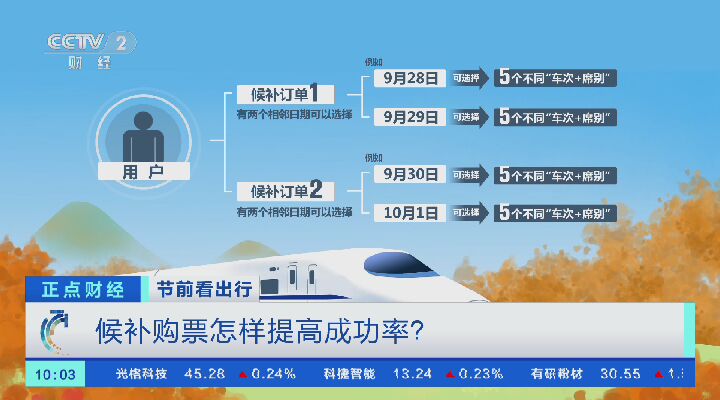 CCTV 2
财 经
用 户
候补订单1
有两个相邻日期可以选择
例如
9月28日 可选择 5个不同“车次+席别”
9月29日 可选择 5个不同“车次+席别”
候补订单2
有两个相邻日期可以选择
例如
9月30日 可选择 5个不同“车次+席别”
10月1日 可选择 5个不同“车次+席别”
正点财经 节前看出行
候补购票怎样提高成功率?
10:03 光格科技 45.28 ▲ 0.24% 科捷智能 13.24 ▲ 0.23% 有研粉材 30.55 ▲